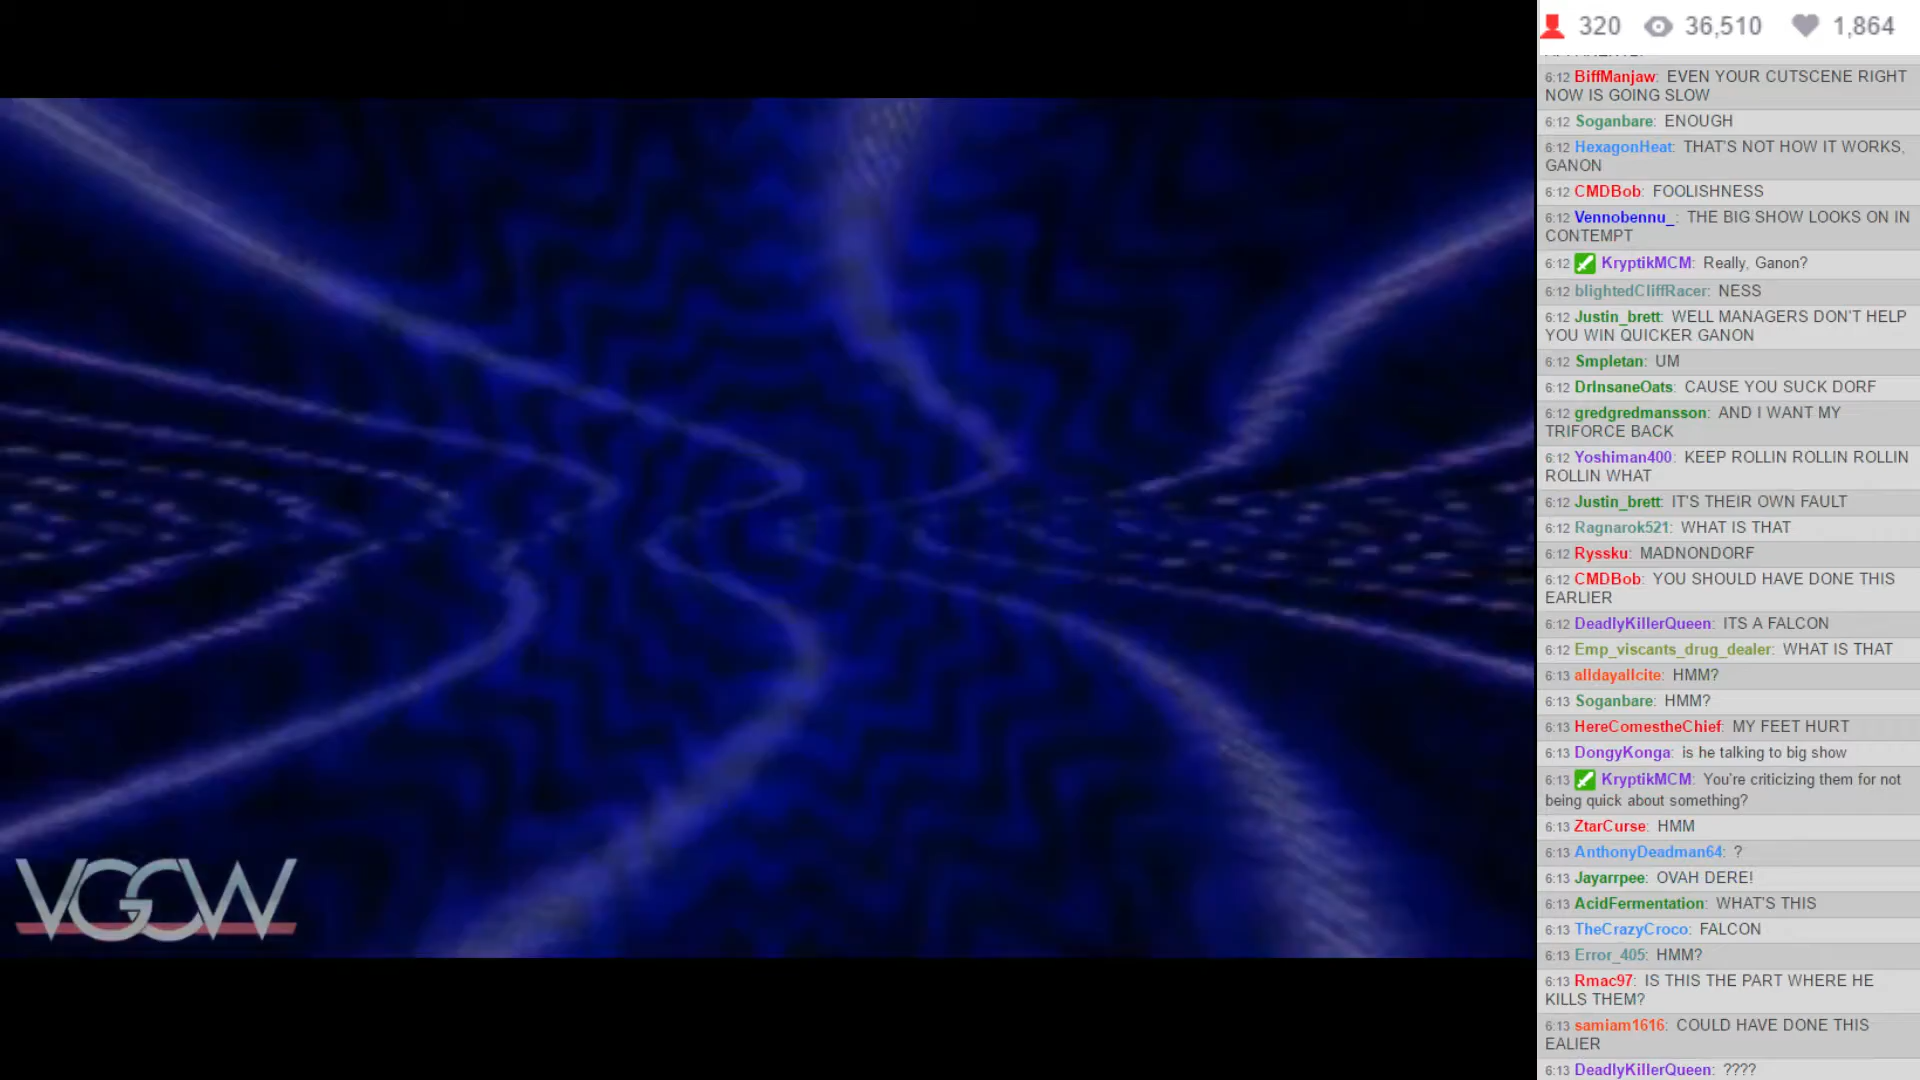 320 36,510 1,864
6:12 BiffManjaw: EVEN YOUR CUTSCENE RIGHT
NOW IS GOING SLOW
6:12 Soganbare: ENOUGH
6:12 HexagonHeat: THAT'S NOT HOW IT WORKS,
GANON
6:12 CMDBob: FOOLISHNESS
6:12 Vennobennu_: THE BIG SHOW LOOKS ON IN
CONTEMPT
6:12 KryptikMCM: Really, Ganon?
6:12 blightedCliffRacer: NESS
6:12 Justin_brett: WELL MANAGERS DON'T HELP
YOU WIN QUICKER GANON
6:12 Smpletan: UM
6:12 DrInsaneOats: CAUSE YOU SUCK DORF
6:12 gredgredmansson: AND I WANT MY
TRIFORCE BACK
6:12 Yoshiman400: KEEP ROLLIN ROLLIN ROLLIN
ROLLIN WHAT
6:12 Justin_brett: IT'S THEIR OWN FAULT
6:12 Ragnarok521: WHAT IS THAT
6:12 Ryssku: MADNONDORF
6:12 CMDBob: YOU SHOULD HAVE DONE THIS
EARLIER
6:12 DeadlyKillerQueen: ITS A FALCON
6:12 Emp_viscants_drug_dealer: WHAT IS THAT
6:13 alldayallcite: HMM?
6:13 Soganbare: HMM?
6:13 HereComestheChief: MY FEET HURT
6:13 DongyKonga: is he talking to big show
6:13 KryptikMCM: You're criticizing them for not
being quick about something?
6:13 ZtarCurse: HMM
6:13 AnthonyDeadman64: ?
6:13 Jayarrpee: OVAH DERE!
6:13 AcidFermentation: WHAT'S THIS
6:13 TheCrazyCroco: FALCON
6:13 Error_405: HMM?
6:13 Rmac97: IS THIS THE PART WHERE HE
KILLS THEM?
6:13 samiam1616: COULD HAVE DONE THIS
EALIER
6:13 DeadlyKillerQueen: ????
VGCW